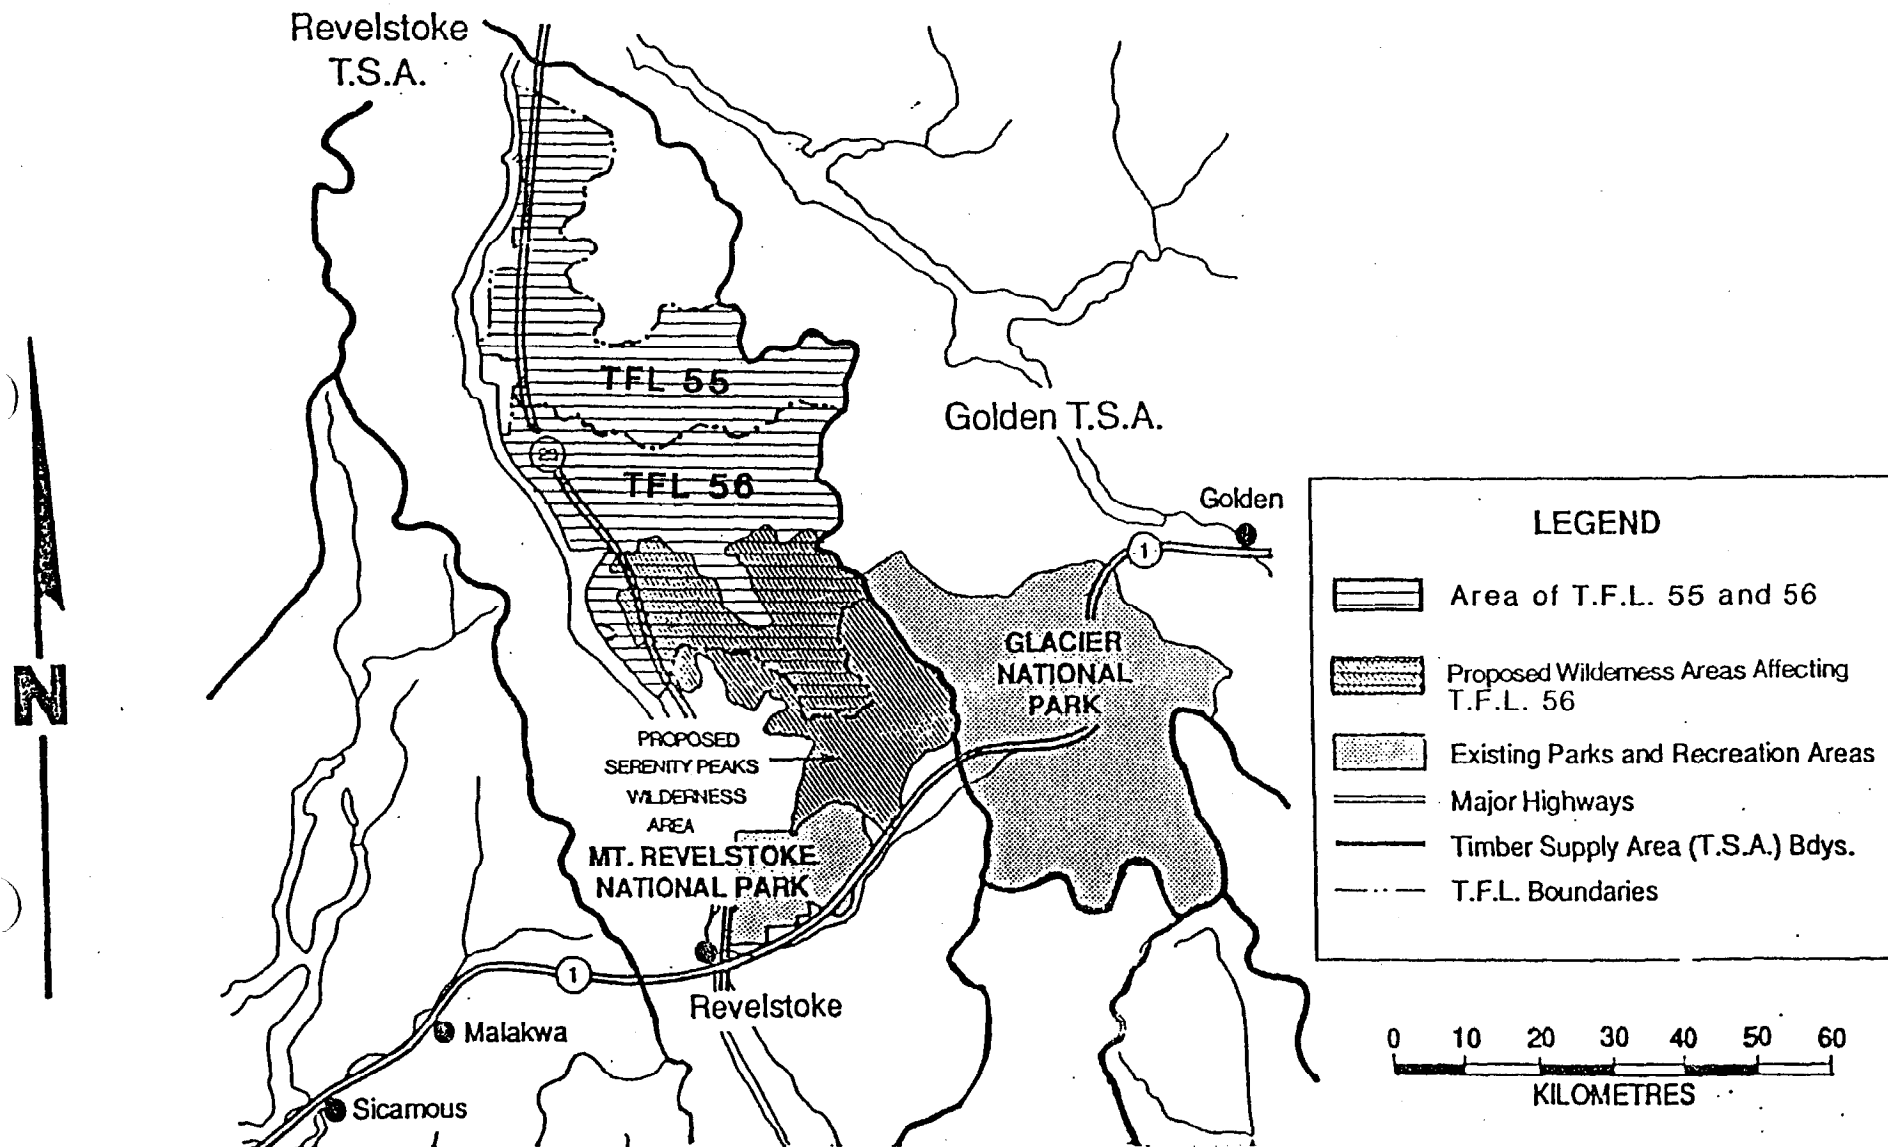 Revelstoke
T.S.A.
TFL 55
Golden T.S.A.
TFL 56
Golden
1
GLACIER
NATIONAL
PARK
PROPOSED
SERENITY PEAKS
WILDERNESS
AREA
MT. REVELSTOKE
NATIONAL PARK
1
Revelstoke
Malakwa
Sicamous
N
LEGEND
Area of T.F.L. 55 and 56
Proposed Wilderness Areas Affecting
T.F.L. 56
Existing Parks and Recreation Areas
Major Highways
Timber Supply Area (T.S.A.) Bdys.
T.F.L. Boundaries
0 10 20 30 40 50 60
KILOMETRES